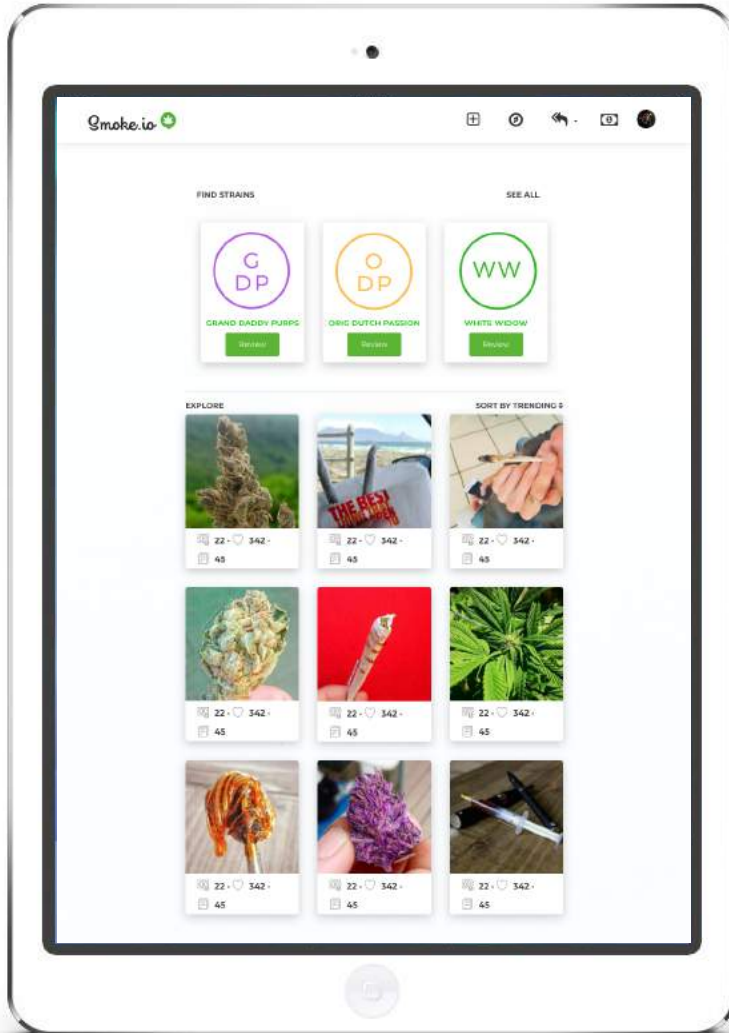 Smoke.io
FIND STRAINS SEE ALL
G
DP
O
DP
WW
GRAND DADDY PURPS ORIG DUTCH PASSION WHITE WIDOW
Review Review Review
EXPLORE SORT BY TRENDING
THE BEST
22 · 342 · 22 · 342 · 22 · 342 ·
45 45 45
22 · 342 · 22 · 342 · 22 · 342 ·
45 45 45
22 · 342 · 22 · 342 · 22 · 342 ·
45 45 45